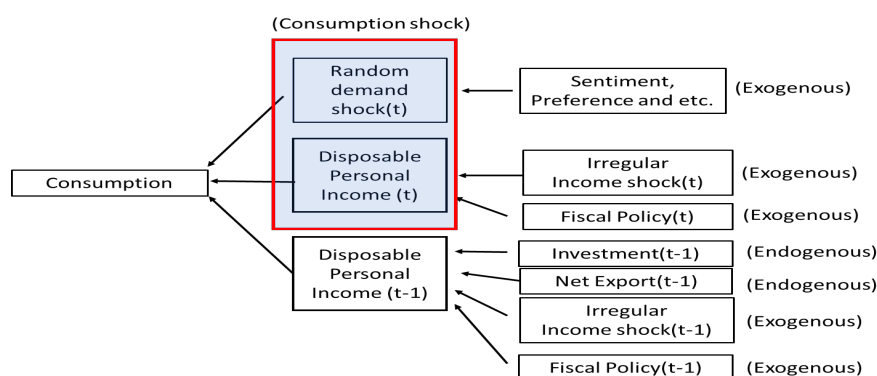 (Consumption shock)
Random
demand
shock(t)
Sentiment,
Preference and etc.
(Exogenous)
Consumption
Disposable
Personal
Income (t)
Irregular
Income shock(t)
(Exogenous)
Fiscal Policy(t)
(Exogenous)
Disposable
Personal
Income (t-1)
Investment(t-1)
(Endogenous)
Net Export(t-1)
(Endogenous)
Irregular
Income shock(t-1)
(Exogenous)
Fiscal Policy(t-1)
(Exogenous)